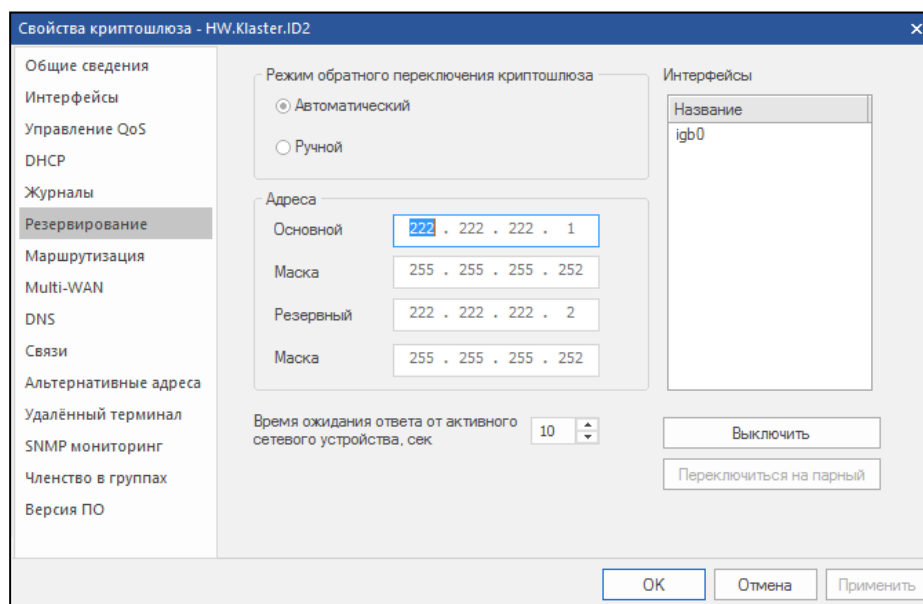 Свойства криптошлюза - HW.Klaster.ID2
Общие сведения
Интерфейсы
Управление QoS
DHCP
Журналы
Резервирование
Маршрутизация
Multi-WAN
DNS
Связи
Альтернативные адреса
Удалённый терминал
SNMP мониторинг
Членство в группах
Версия ПО
Режим обратного переключения криптошлюза
Автоматический
Ручной
Адреса
Основной 222 . 222 . 222 . 1
Маска 255 . 255 . 255 . 252
Резервный 222 . 222 . 222 . 2
Маска 255 . 255 . 255 . 252
Время ожидания ответа от активного
сетевого устройства, сек 10
Интерфейсы
Название
igb0
Выключить
Переключиться на парный
OK Отмена Применить